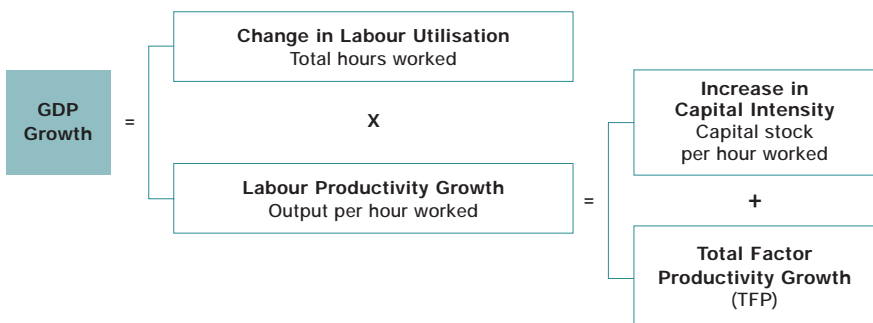 GDP
Growth
=
Change in Labour Utilisation
Total hours worked
X
Labour Productivity Growth
Output per hour worked
=
Increase in
Capital Intensity
Capital stock
per hour worked
+
Total Factor
Productivity Growth
(TFP)